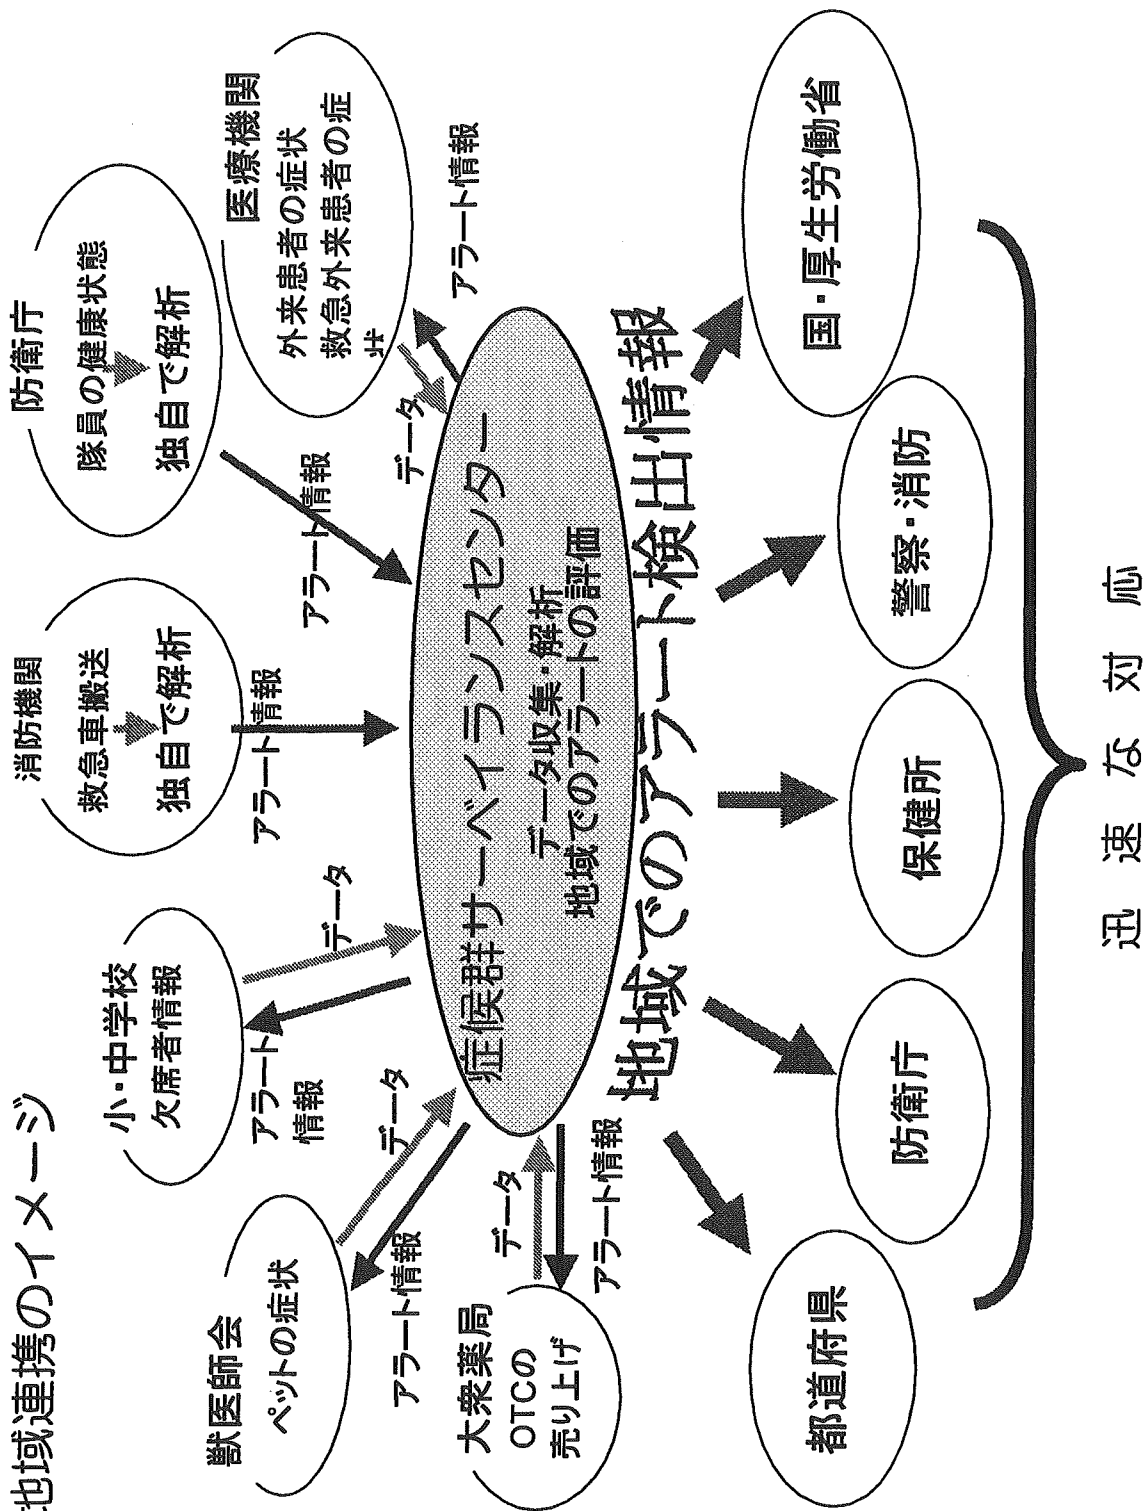 地域連携のイメージ
防衛庁
隊員の健康状態
独自で解析
消防機関
救急車搬送
独自で解析
小・中学校
欠席者情報
獣医師会
ペットの症状
大衆薬局
OTCの
売り上げ
医療機関
外来患者の症状
救急外来患者の症
状
アラート情報
アラート情報
データ
アラート
情報
データ
アラート情報
データ
アラート情報
データ
アラート情報
症候群サーベイランスセンター
データ収集・解析
地域でのアラートの評価
地域でのアラート検出情報
都道府県
防衛庁
保健所
警察・消防
国・厚生労働省
迅速な対応